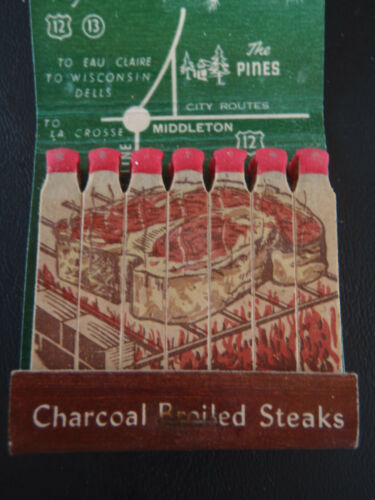 12 13
The
PINES
TO EAU CLAIRE
TO WISCONSIN
DELLS
CITY ROUTES
TO
LA CROSSE
MIDDLETON
12
LINE
Charcoal Broiled Steaks